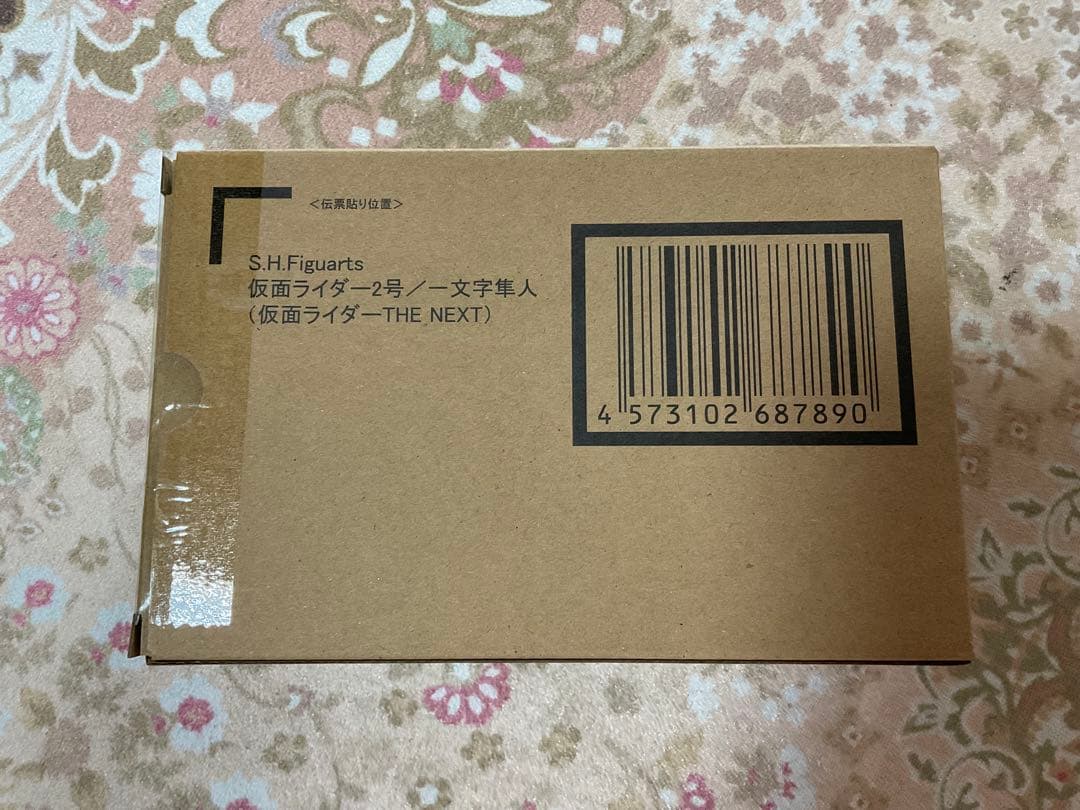 <伝票貼り位置>
S.H.Figuarts
仮面ライダー2号／一文字隼人
(仮面ライダーTHE NEXT)
4 573102 687890